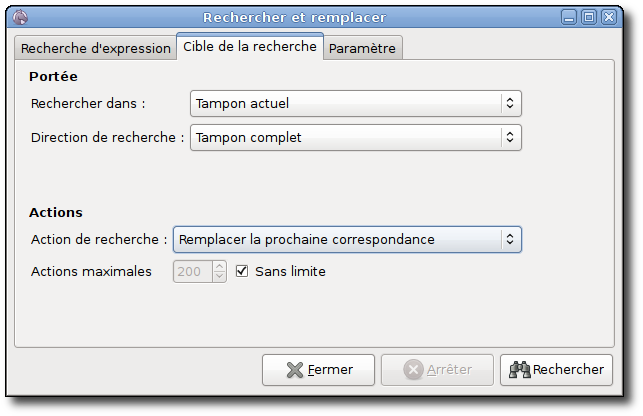 Rechercher et remplacer
Recherche d'expression Cible de la recherche Paramètre
Portée
Rechercher dans : Tampon actuel
Direction de recherche : Tampon complet
Actions
Action de recherche : Remplacer la prochaine correspondance
Actions maximales 200 Sans limite
Fermer Arrêter Rechercher